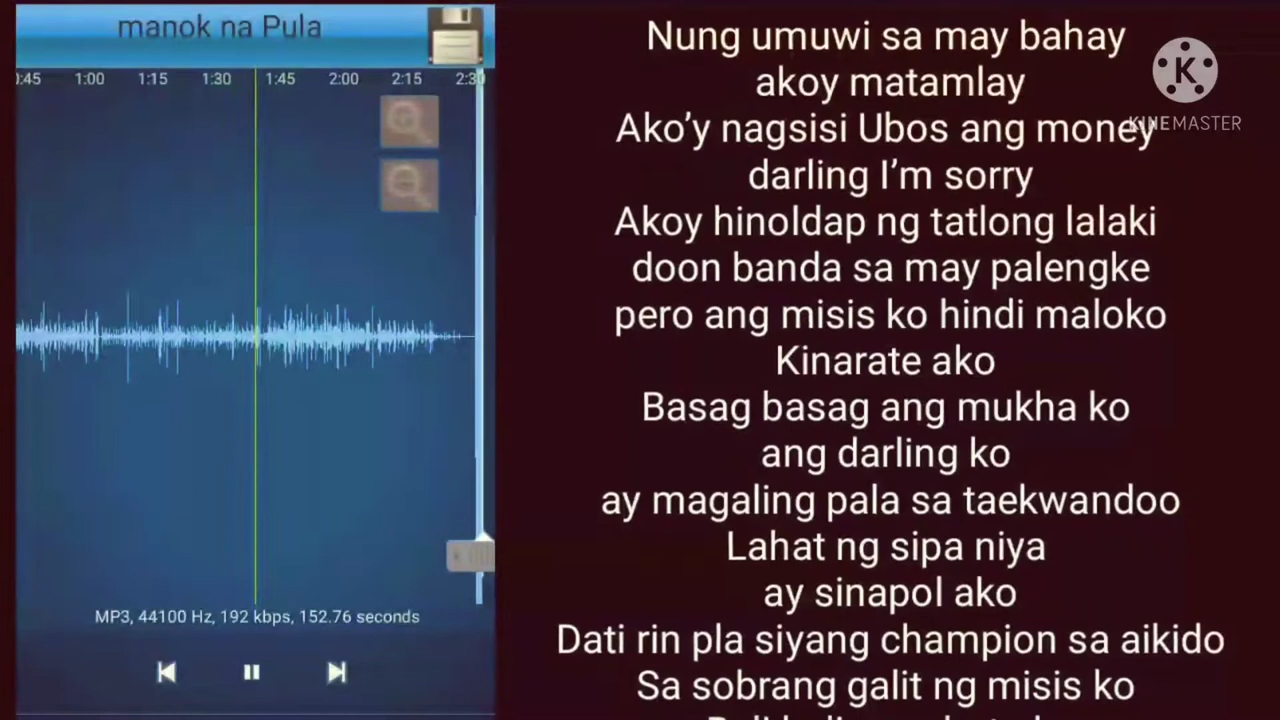 manok na Pula
1:00 1:15 1:30 1:45 2:00 2:15 2:30
MP3, 44100 Hz, 192 kbps, 152.76 seconds
Nung umuwi sa may bahay
akoy matamlay
Ako’y nagsisi Ubos ang money
darling I’m sorry
Akoy hinoldap ng tatlong lalaki
doon banda sa may palengke
pero ang misis ko hindi maloko
Kinarate ako
Basag basag ang mukha ko
ang darling ko
ay magaling pala sa taekwandoo
Lahat ng sipa niya
ay sinapol ako
Dati rin pla siyang champion sa aikido
Sa sobrang galit ng misis ko
K
KINEMASTER